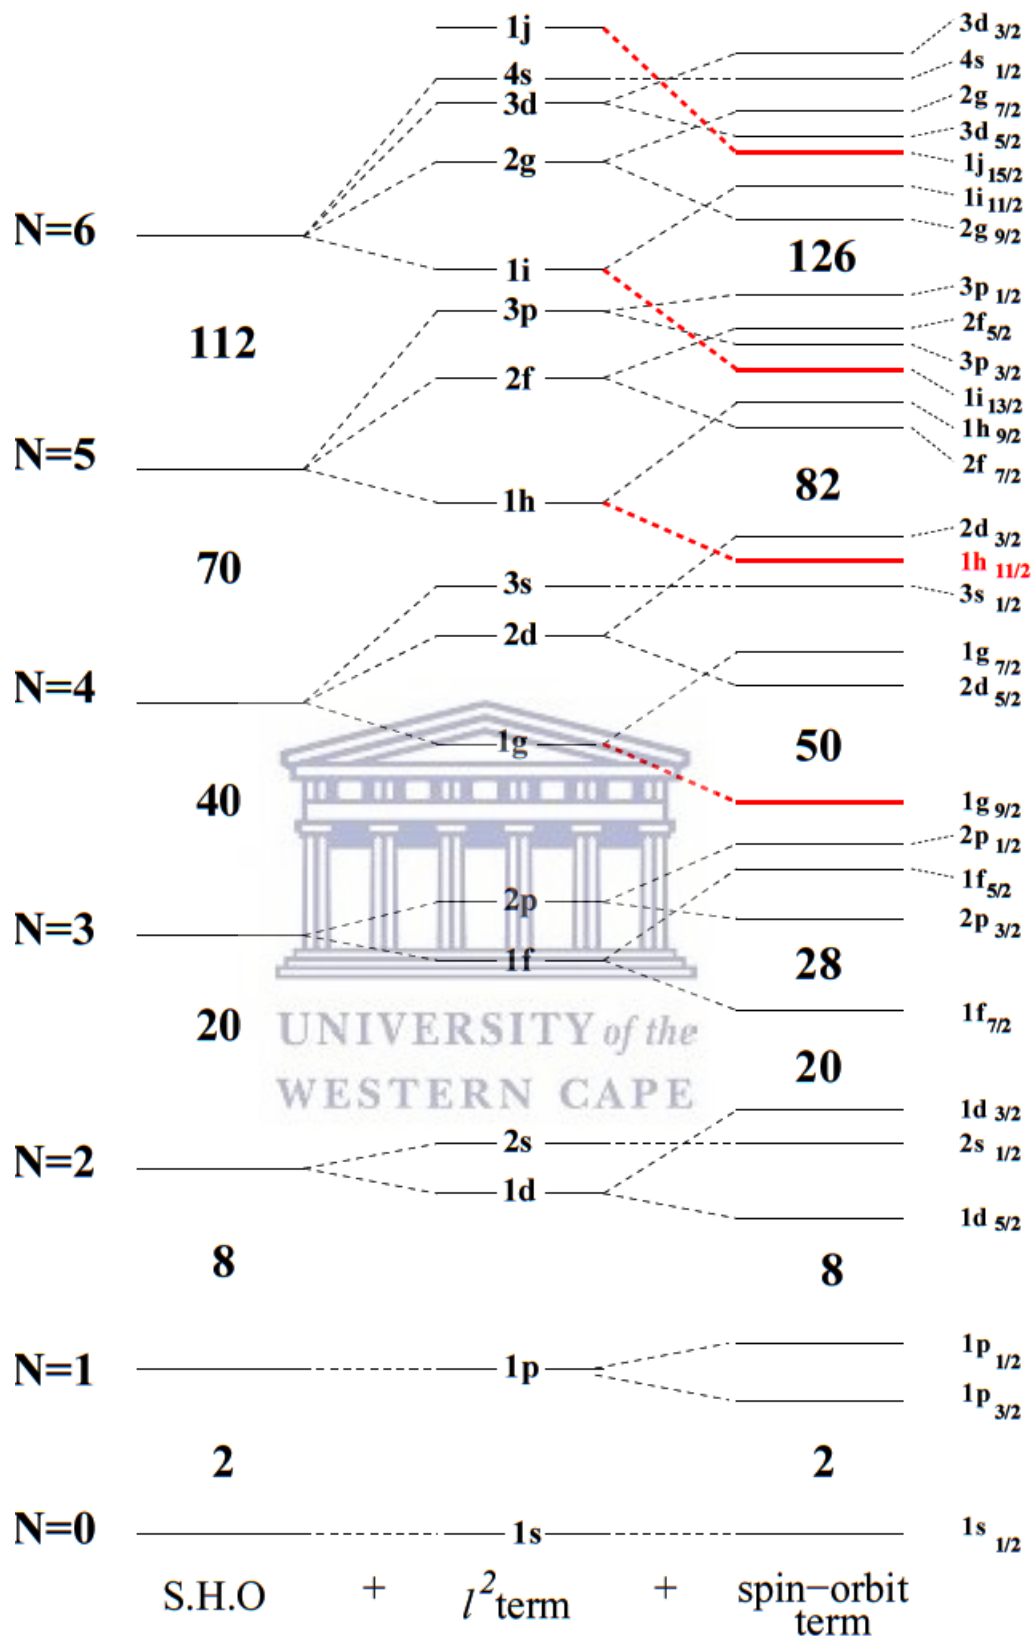 1j
3d 3/2
4s
4s 1/2
3d
2g 7/2
3d 5/2
2g
1j 15/2
1i 11/2
N=6
2g 9/2
126
1i
3p 1/2
3p
2f 5/2
112
3p 3/2
2f
1i 13/2
1h 9/2
N=5
2f 7/2
82
1h
2d 3/2
70
1h 11/2
3s
3s 1/2
2d
1g 7/2
N=4
2d 5/2
1g
50
40
1g 9/2
2p 1/2
1f 5/2
2p
2p 3/2
N=3
1f
28
20
1f 7/2
UNIVERSITY of the
20
WESTERN CAPE
1d 3/2
2s
2s 1/2
N=2
1d
1d 5/2
8
8
1p 1/2
N=1
1p
1p 3/2
2
2
N=0
1s
1s 1/2
S.H.O + l² term + spin−orbit
term